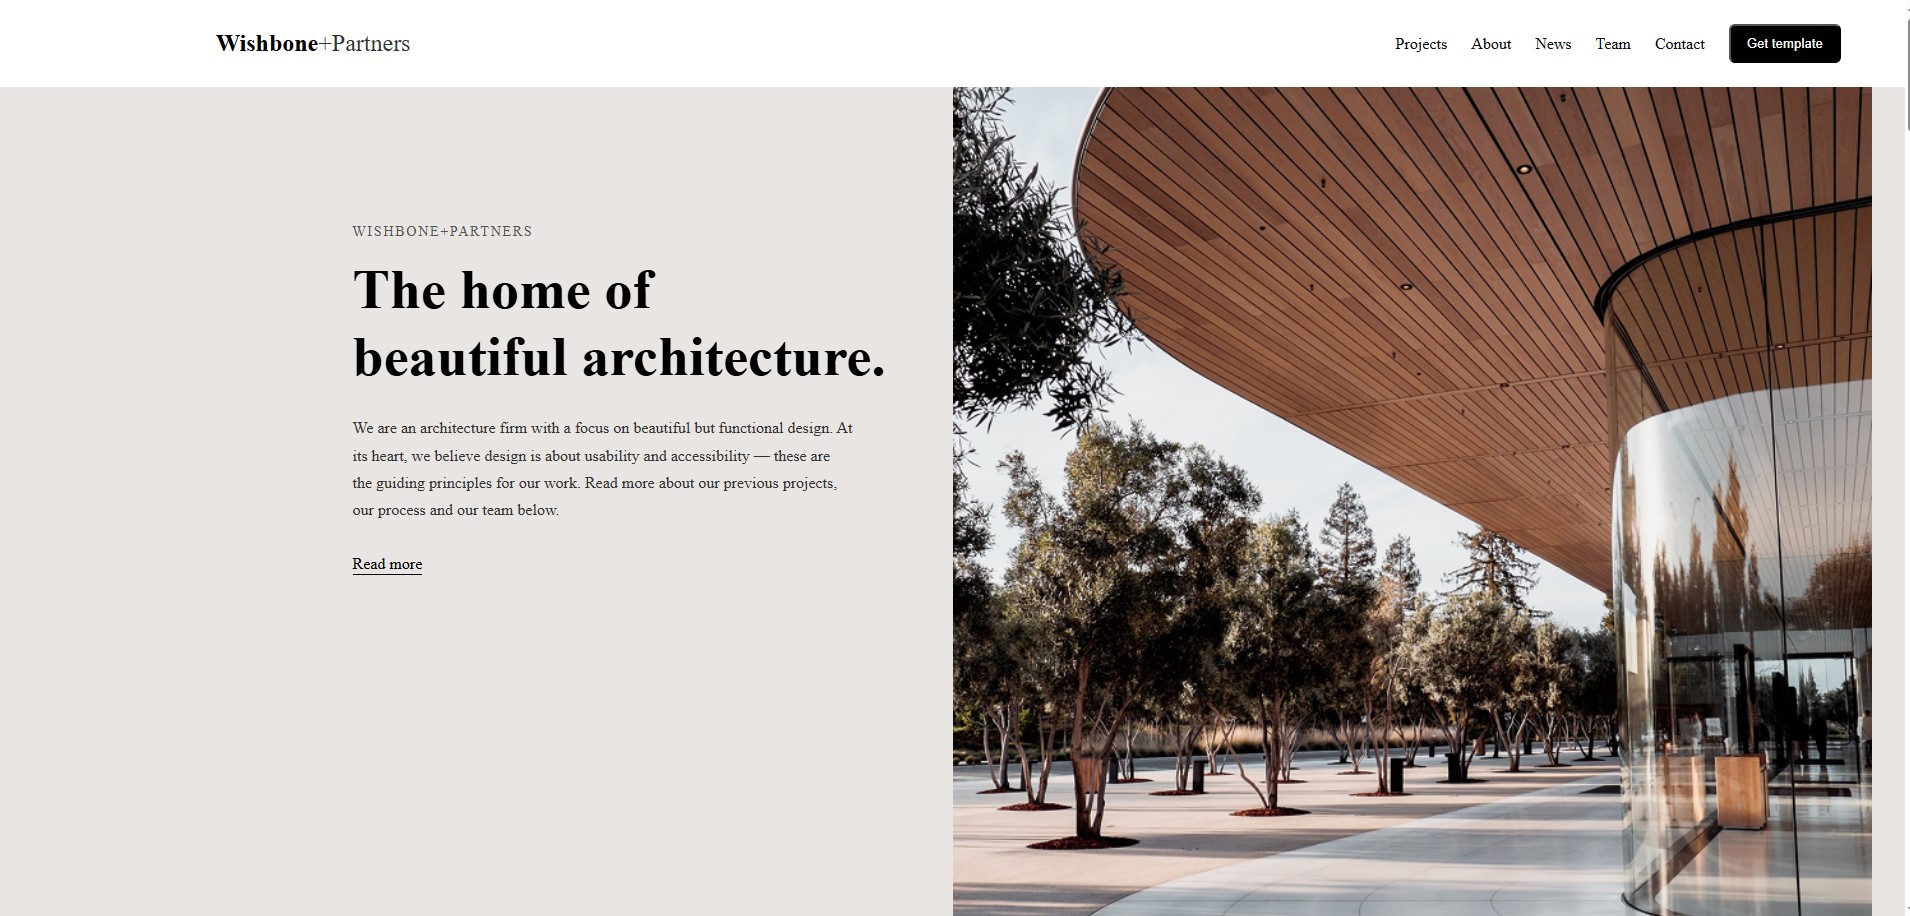 Wishbone+Partners
Projects About News Team Contact Get template
WISHBONE+PARTNERS
The home of
beautiful architecture.
We are an architecture firm with a focus on beautiful but functional design. At
its heart, we believe design is about usability and accessibility — these are
the guiding principles for our work. Read more about our previous projects,
our process and our team below.
Read more